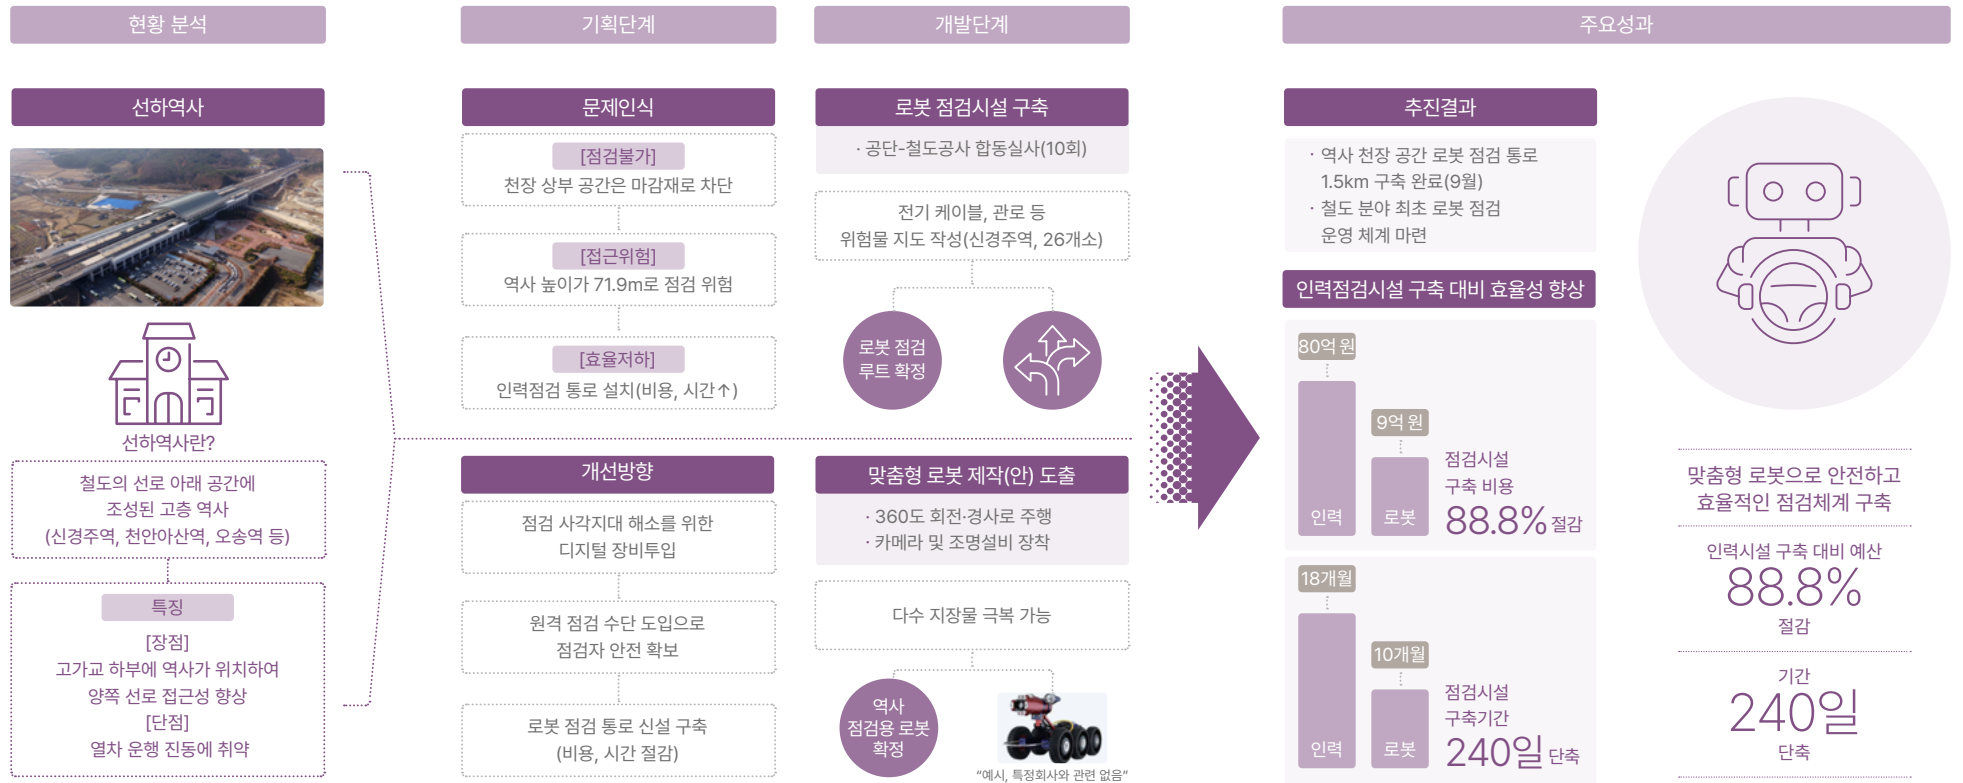 현황 분석
선하역사
선하역사란?
철도의 선로 아래 공간에
조성된 고층 역사
(신경주역, 천안아산역, 오송역 등)
특징
[장점]
고가교 하부에 역사가 위치하여
양쪽 선로 접근성 향상
[단점]
열차 운행 진동에 취약
기획단계
문제인식
[점검불가]
천장 상부 공간은 마감재로 차단
[접근위험]
역사 높이가 71.9m로 점검 위험
[효율저하]
인력점검 통로 설치(비용, 시간↑)
개선방향
점검 사각지대 해소를 위한
디지털 장비투입
원격 점검 수단 도입으로
점검자 안전 확보
로봇 점검 통로 신설 구축
(비용, 시간 절감)
개발단계
로봇 점검시설 구축
· 공단-철도공사 합동실사(10회)
전기 케이블, 관로 등
위험물 지도 작성(신경주역, 26개소)
로봇 점검
루트 확정
맞춤형 로봇 제작(안) 도출
· 360도 회전·경사로 주행
· 카메라 및 조명설비 장착
다수 지장물 극복 가능
역사
점검용 로봇
확정
“예시, 특정회사와 관련 없음”
주요성과
추진결과
· 역사 천장 공간 로봇 점검 통로
1.5km 구축 완료(9월)
· 철도 분야 최초 로봇 점검
운영 체계 마련
인력점검시설 구축 대비 효율성 향상
80억 원
9억 원
인력
로봇
점검시설
구축 비용
88.8% 절감
18개월
10개월
인력
로봇
점검시설
구축기간
240일 단축
맞춤형 로봇으로 안전하고
효율적인 점검체계 구축
인력시설 구축 대비 예산
88.8%
절감
기간
240일
단축